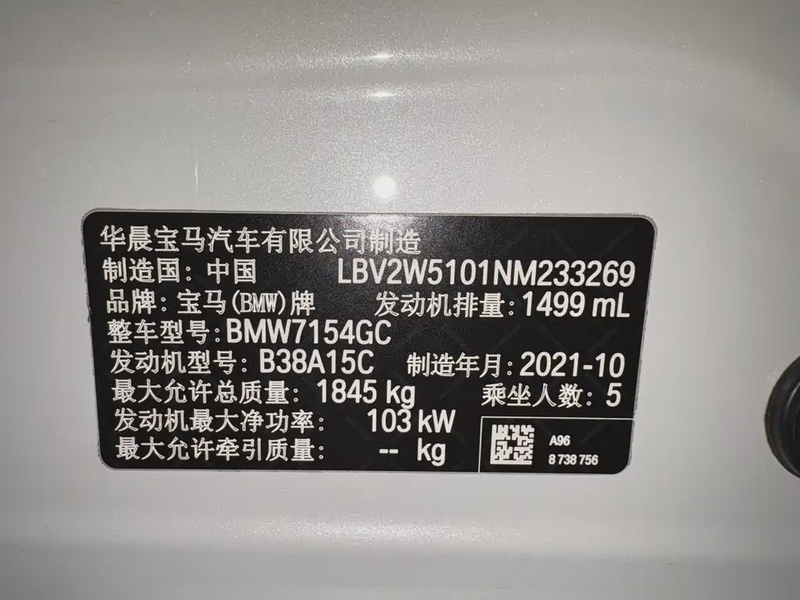 华晨宝马汽车有限公司制造
制造国: 中国 LBV2W5101NM233269
品牌: 宝马(BMW)牌 发动机排量: 1499 mL
整车型号: BMW7154GC
发动机型号: B38A15C 制造年月: 2021-10
最大允许总质量: 1845 kg 乘坐人数: 5
发动机最大净功率: 103 kW
最大允许牵引质量: -- kg
A96
8 738 756